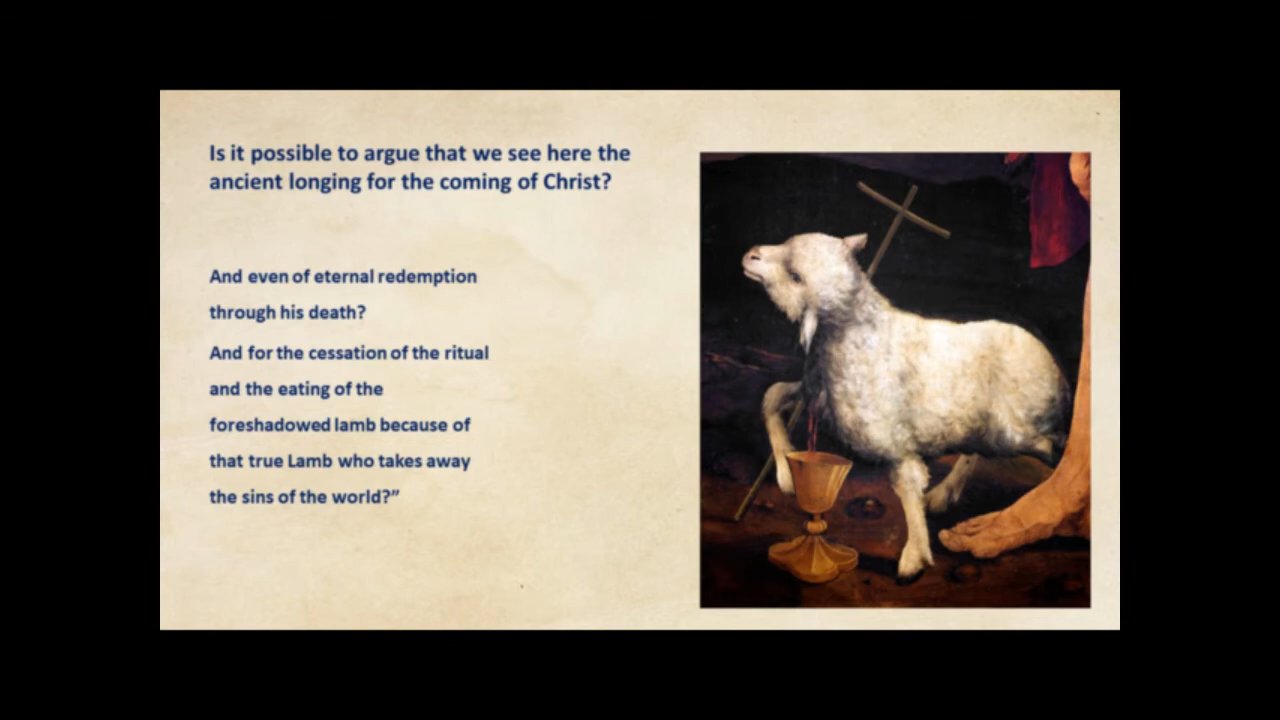 Is it possible to argue that we see here the
ancient longing for the coming of Christ?
And even of eternal redemption
through his death?
And for the cessation of the ritual
and the eating of the
foreshadowed lamb because of
that true Lamb who takes away
the sins of the world?”